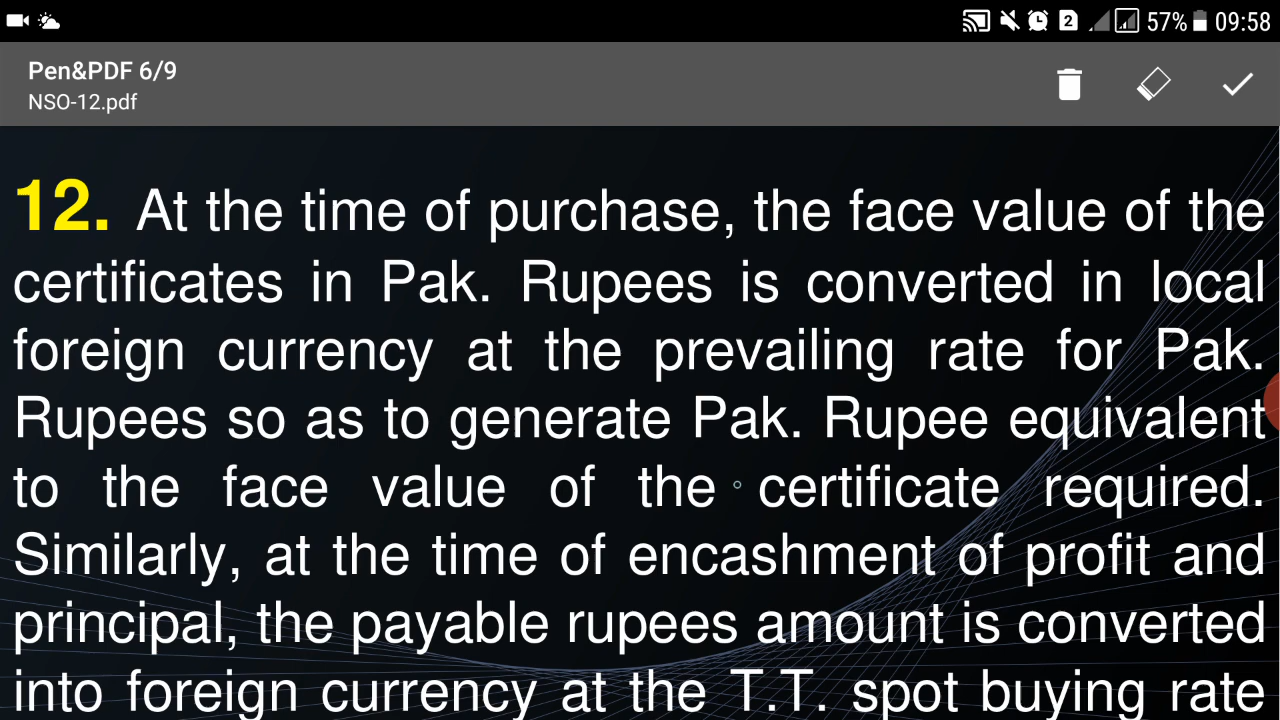 57% 09:58
Pen&PDF 6/9
NSO-12.pdf
12. At the time of purchase, the face value of the
certificates in Pak. Rupees is converted in local
foreign currency at the prevailing rate for Pak.
Rupees so as to generate Pak. Rupee equivalent
to the face value of the certificate required.
Similarly, at the time of encashment of profit and
principal, the payable rupees amount is converted
into foreign currency at the T.T. spot buying rate